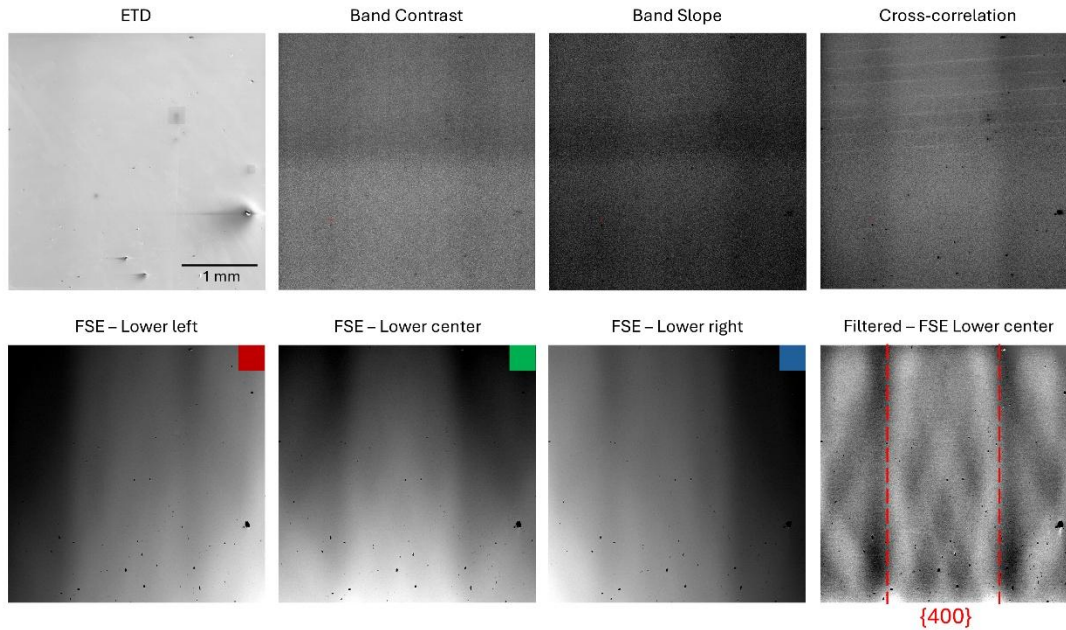 ETD
Band Contrast
Band Slope
Cross-correlation
1 mm
FSE – Lower left
FSE – Lower center
FSE – Lower right
Filtered – FSE Lower center
{400}